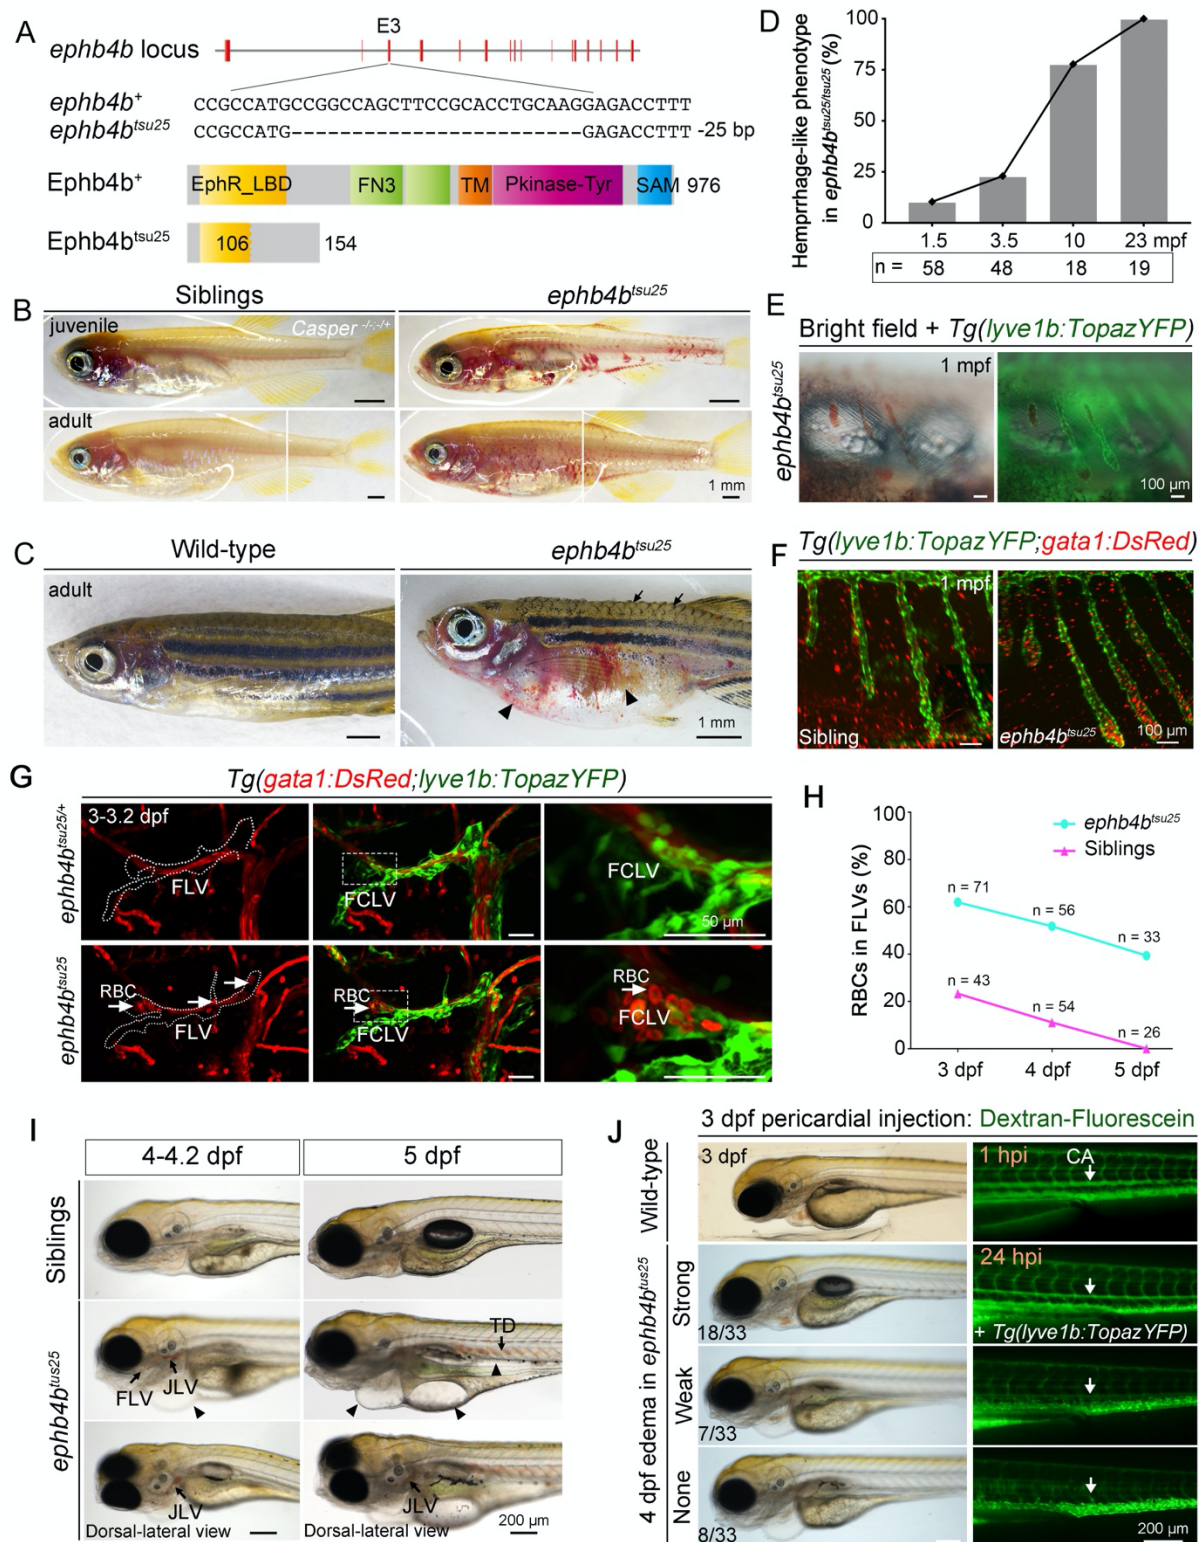 A
E3
ephb4b locus
ephb4b+ CCGCCATGCCGGCCAGCTTCCGCACCTGCAAGGAGACCTTT
ephb4btsu25 CCGCCATG------------------------------GAGACCTTT -25 bp
Ephb4b+ EphR_LBD FN3 TM Pkinase-Tyr SAM 976
Ephb4btsu25 106 154
D
Hemprrhage-like phenotype
in ephb4btsu25/tsu25 (%)
100
75
50
25
0
1.5 3.5 10 23 mpf
n = 58 48 18 19
B
Siblings ephb4btsu25
juvenile Casper -/-;-/+
adult
1 mm
E
Bright field + Tg(lyve1b:TopazYFP)
ephb4btsu25
1 mpf
100 µm
C
Wild-type ephb4btsu25
adult
1 mm
F
Tg(lyve1b:TopazYFP;gata1:DsRed)
1 mpf
Sibling ephb4btsu25 100 µm
G
Tg(gata1:DsRed;lyve1b:TopazYFP)
ephb4btsu25/+
3-3.2 dpf
FLV FCLV FCLV
50 µm
ephb4btsu25
RBC RBC RBC
FLV FCLV FCLV
H
RBCs in FLVs (%)
100
80
60
40
20
0
ephb4btsu25
Siblings
n = 71
n = 56
n = 33
n = 43
n = 54
n = 26
3 dpf 4 dpf 5 dpf
I
4-4.2 dpf 5 dpf
Siblings
ephb4btus25
TD
FLV JLV
JLV JLV
Dorsal-lateral view Dorsal-lateral view 200 µm
J
3 dpf pericardial injection: Dextran-Fluorescein
Wild-type
3 dpf 1 hpi CA
4 dpf edema in ephb4btus25
Strong
24 hpi
18/33 + Tg(lyve1b:TopazYFP)
Weak
7/33
None
8/33 200 µm